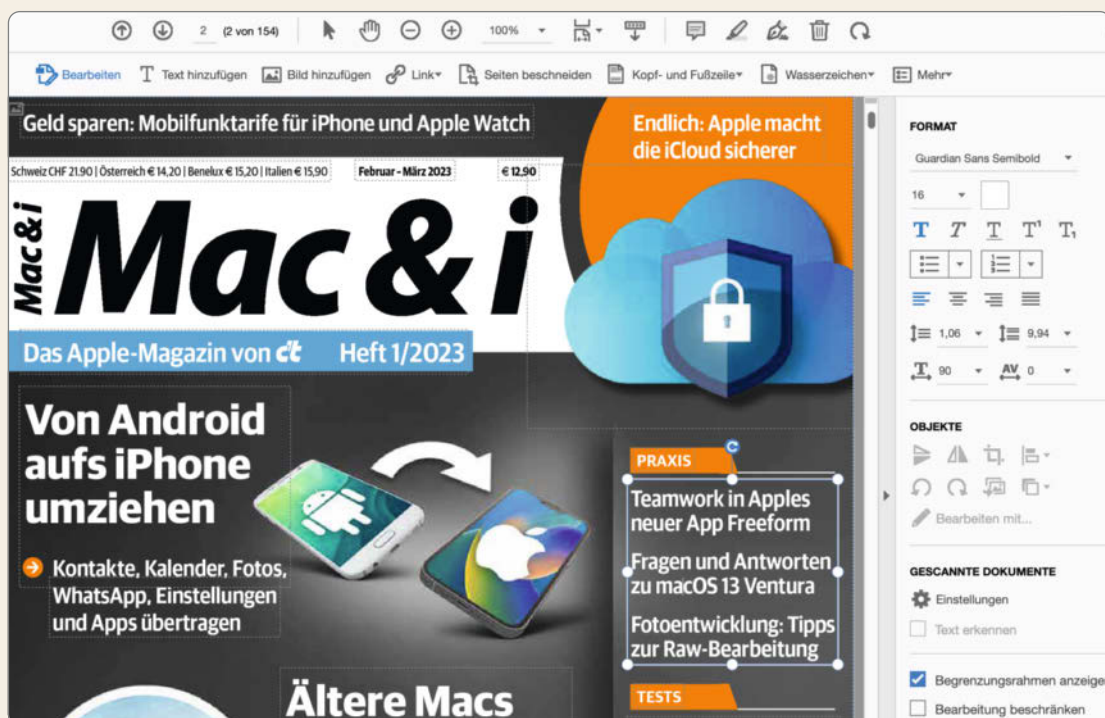 2 (2 von 154) 100%
Bearbeiten Text hinzufügen Bild hinzufügen Link Seiten beschneiden Kopf- und Fußzeile Wasserzeichen Mehr
Geld sparen: Mobilfunktarife für iPhone und Apple Watch
Endlich: Apple macht
die iCloud sicherer
Schweiz CHF 21.90 | Österreich € 14,20 | Benelux € 15,20 | Italien € 15,90 Februar – März 2023 € 12,90
Mac & i
Mac & i
Das Apple-Magazin von c't Heft 1/2023
Von Android
aufs iPhone
umziehen
Kontakte, Kalender, Fotos,
WhatsApp, Einstellungen
und Apps übertragen
PRAXIS
Teamwork in Apples
neuer App Freeform
Fragen und Antworten
zu macOS 13 Ventura
Fotoentwicklung: Tipps
zur Raw-Bearbeitung
Ältere Macs
TESTS
FORMAT
Guardian Sans Semibold
16
T T T T¹ T₁
1,06 9,94
T 90 AV 0
OBJEKTE
Bearbeiten mit...
GESCANNTE DOKUMENTE
Einstellungen
Text erkennen
Begrenzungsrahmen anzeigen
Bearbeitung beschränken